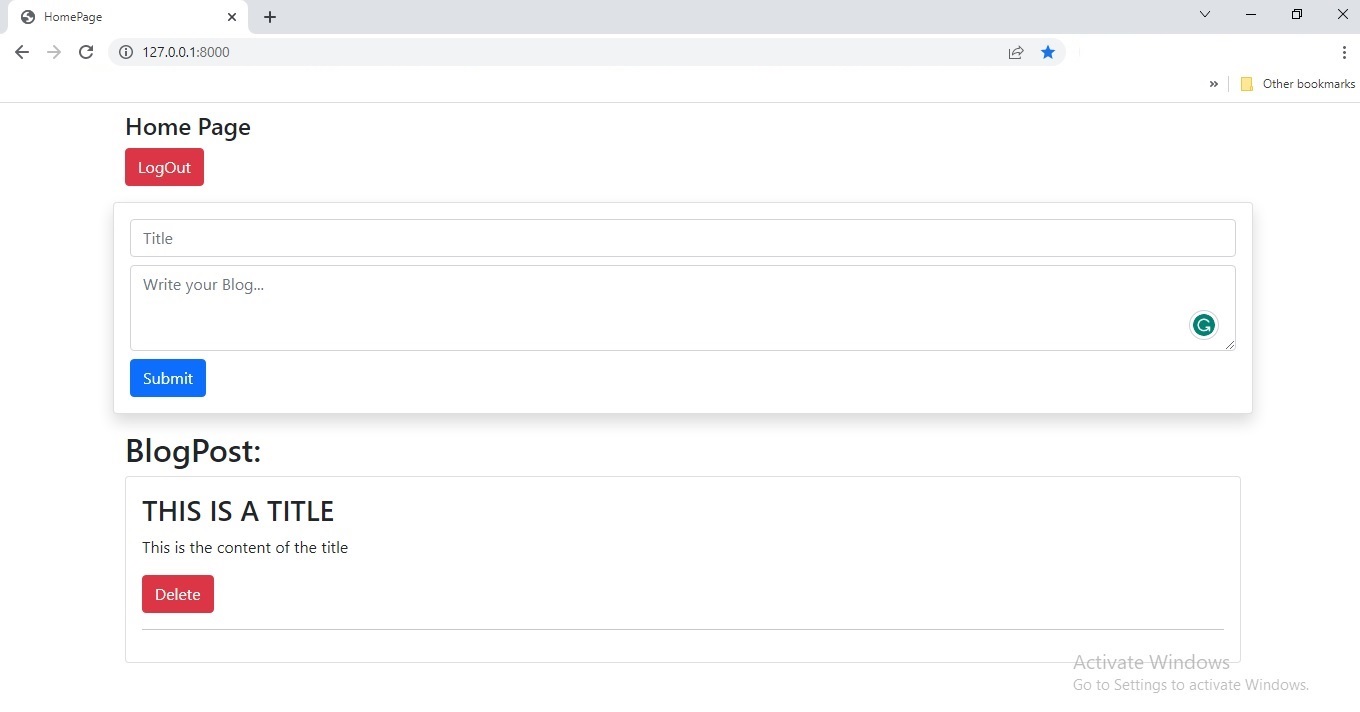 HomePage
127.0.0.1:8000
» Other bookmarks
Home Page
LogOut
Title
Write your Blog...
Submit
BlogPost:
THIS IS A TITLE
This is the content of the title
Delete
Activate Windows
Go to Settings to activate Windows.